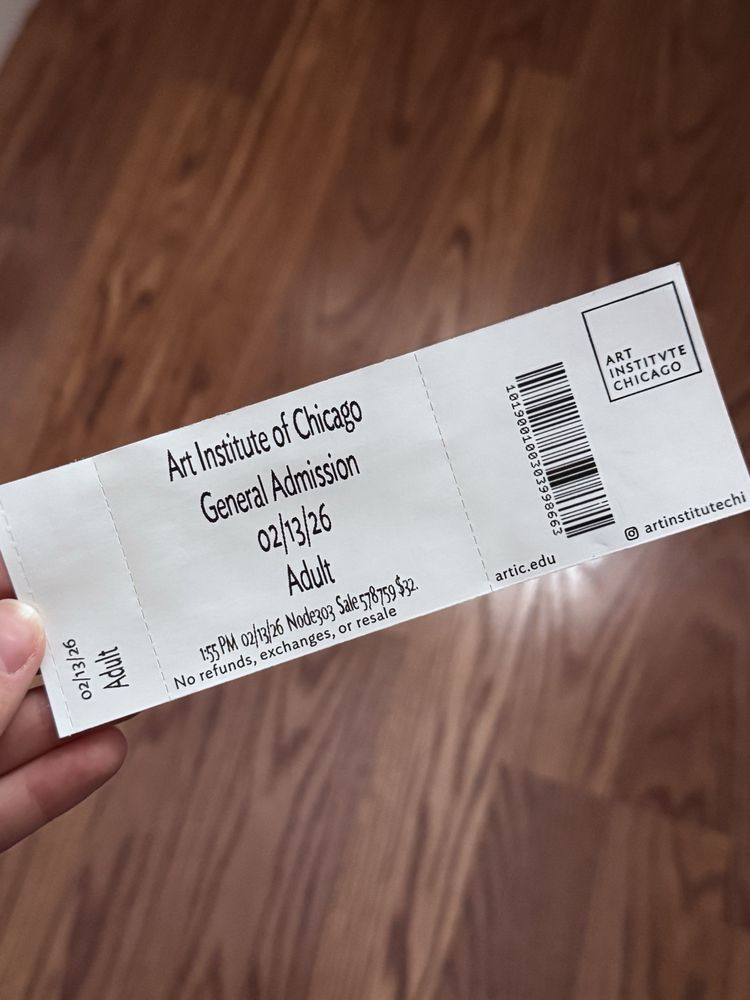 02/13/26
Adult
Art Institute of Chicago
General Admission
02/13/26
Adult
1:55 PM 02/13/26 Node303 Sale 578759 $32.
No refunds, exchanges, or resale
artic.edu
101900100303998663
ART
INSTITVTE
CHICAGO
artinstitutechi